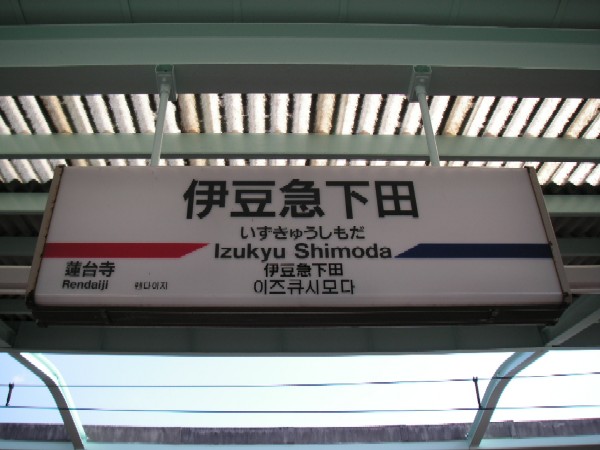 伊豆急下田
いずきゅうしもだ
Izukyu Shimoda
伊豆急下田
이즈큐시모다
蓮台寺
Rendaiji
렌다이지